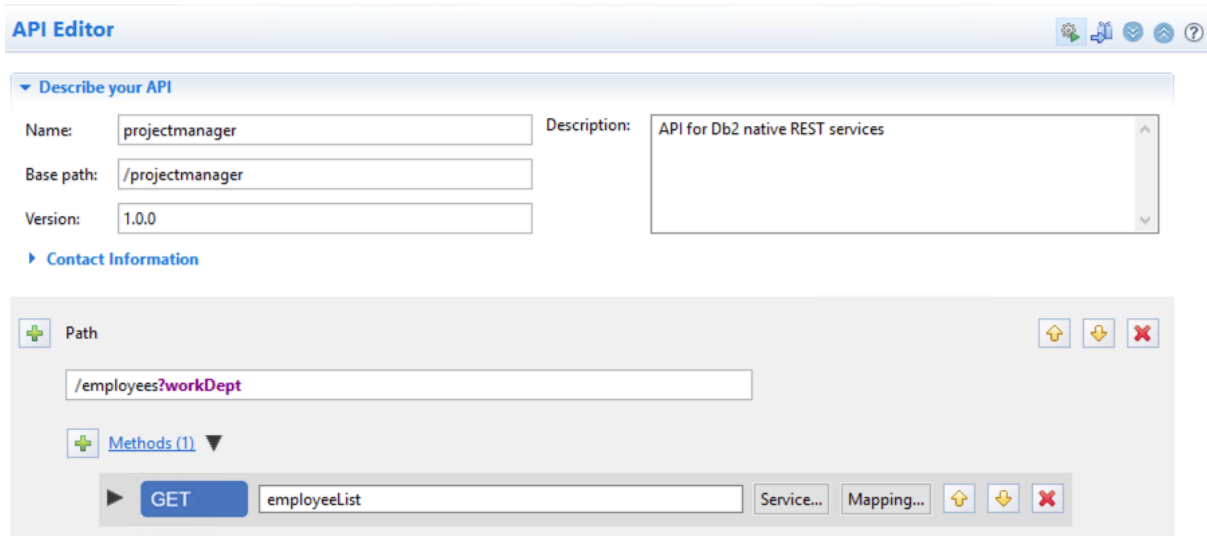 API Editor
Describe your API
Name: projectmanager Description: API for Db2 native REST services
Base path: /projectmanager
Version: 1.0.0
Contact Information
Path
/employees?workDept
Methods (1)
GET employeeList Service... Mapping...